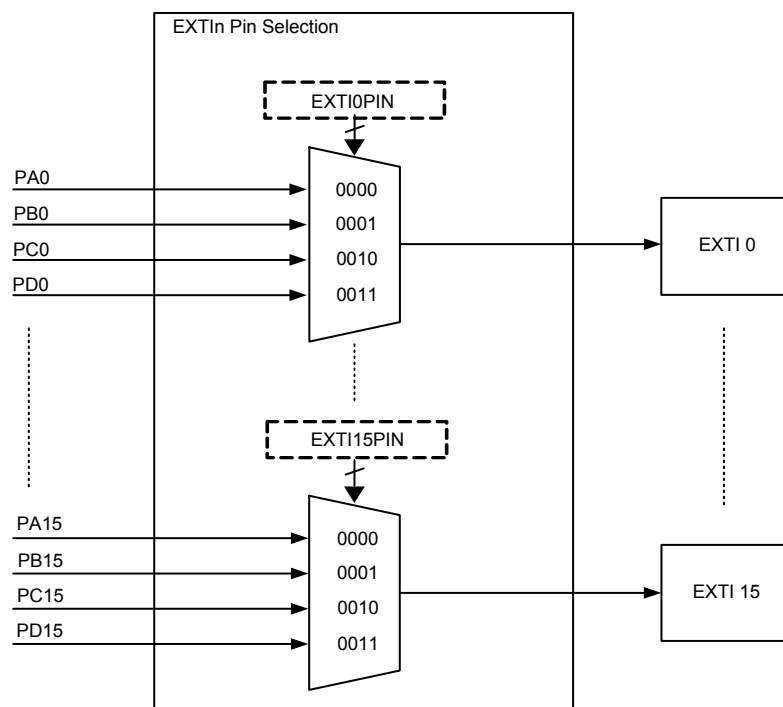 EXTIn Pin Selection
EXTI0PIN
PA0
PB0
PC0
PD0
0000
0001
0010
0011
EXTI 0
EXTI15PIN
PA15
PB15
PC15
PD15
0000
0001
0010
0011
EXTI 15